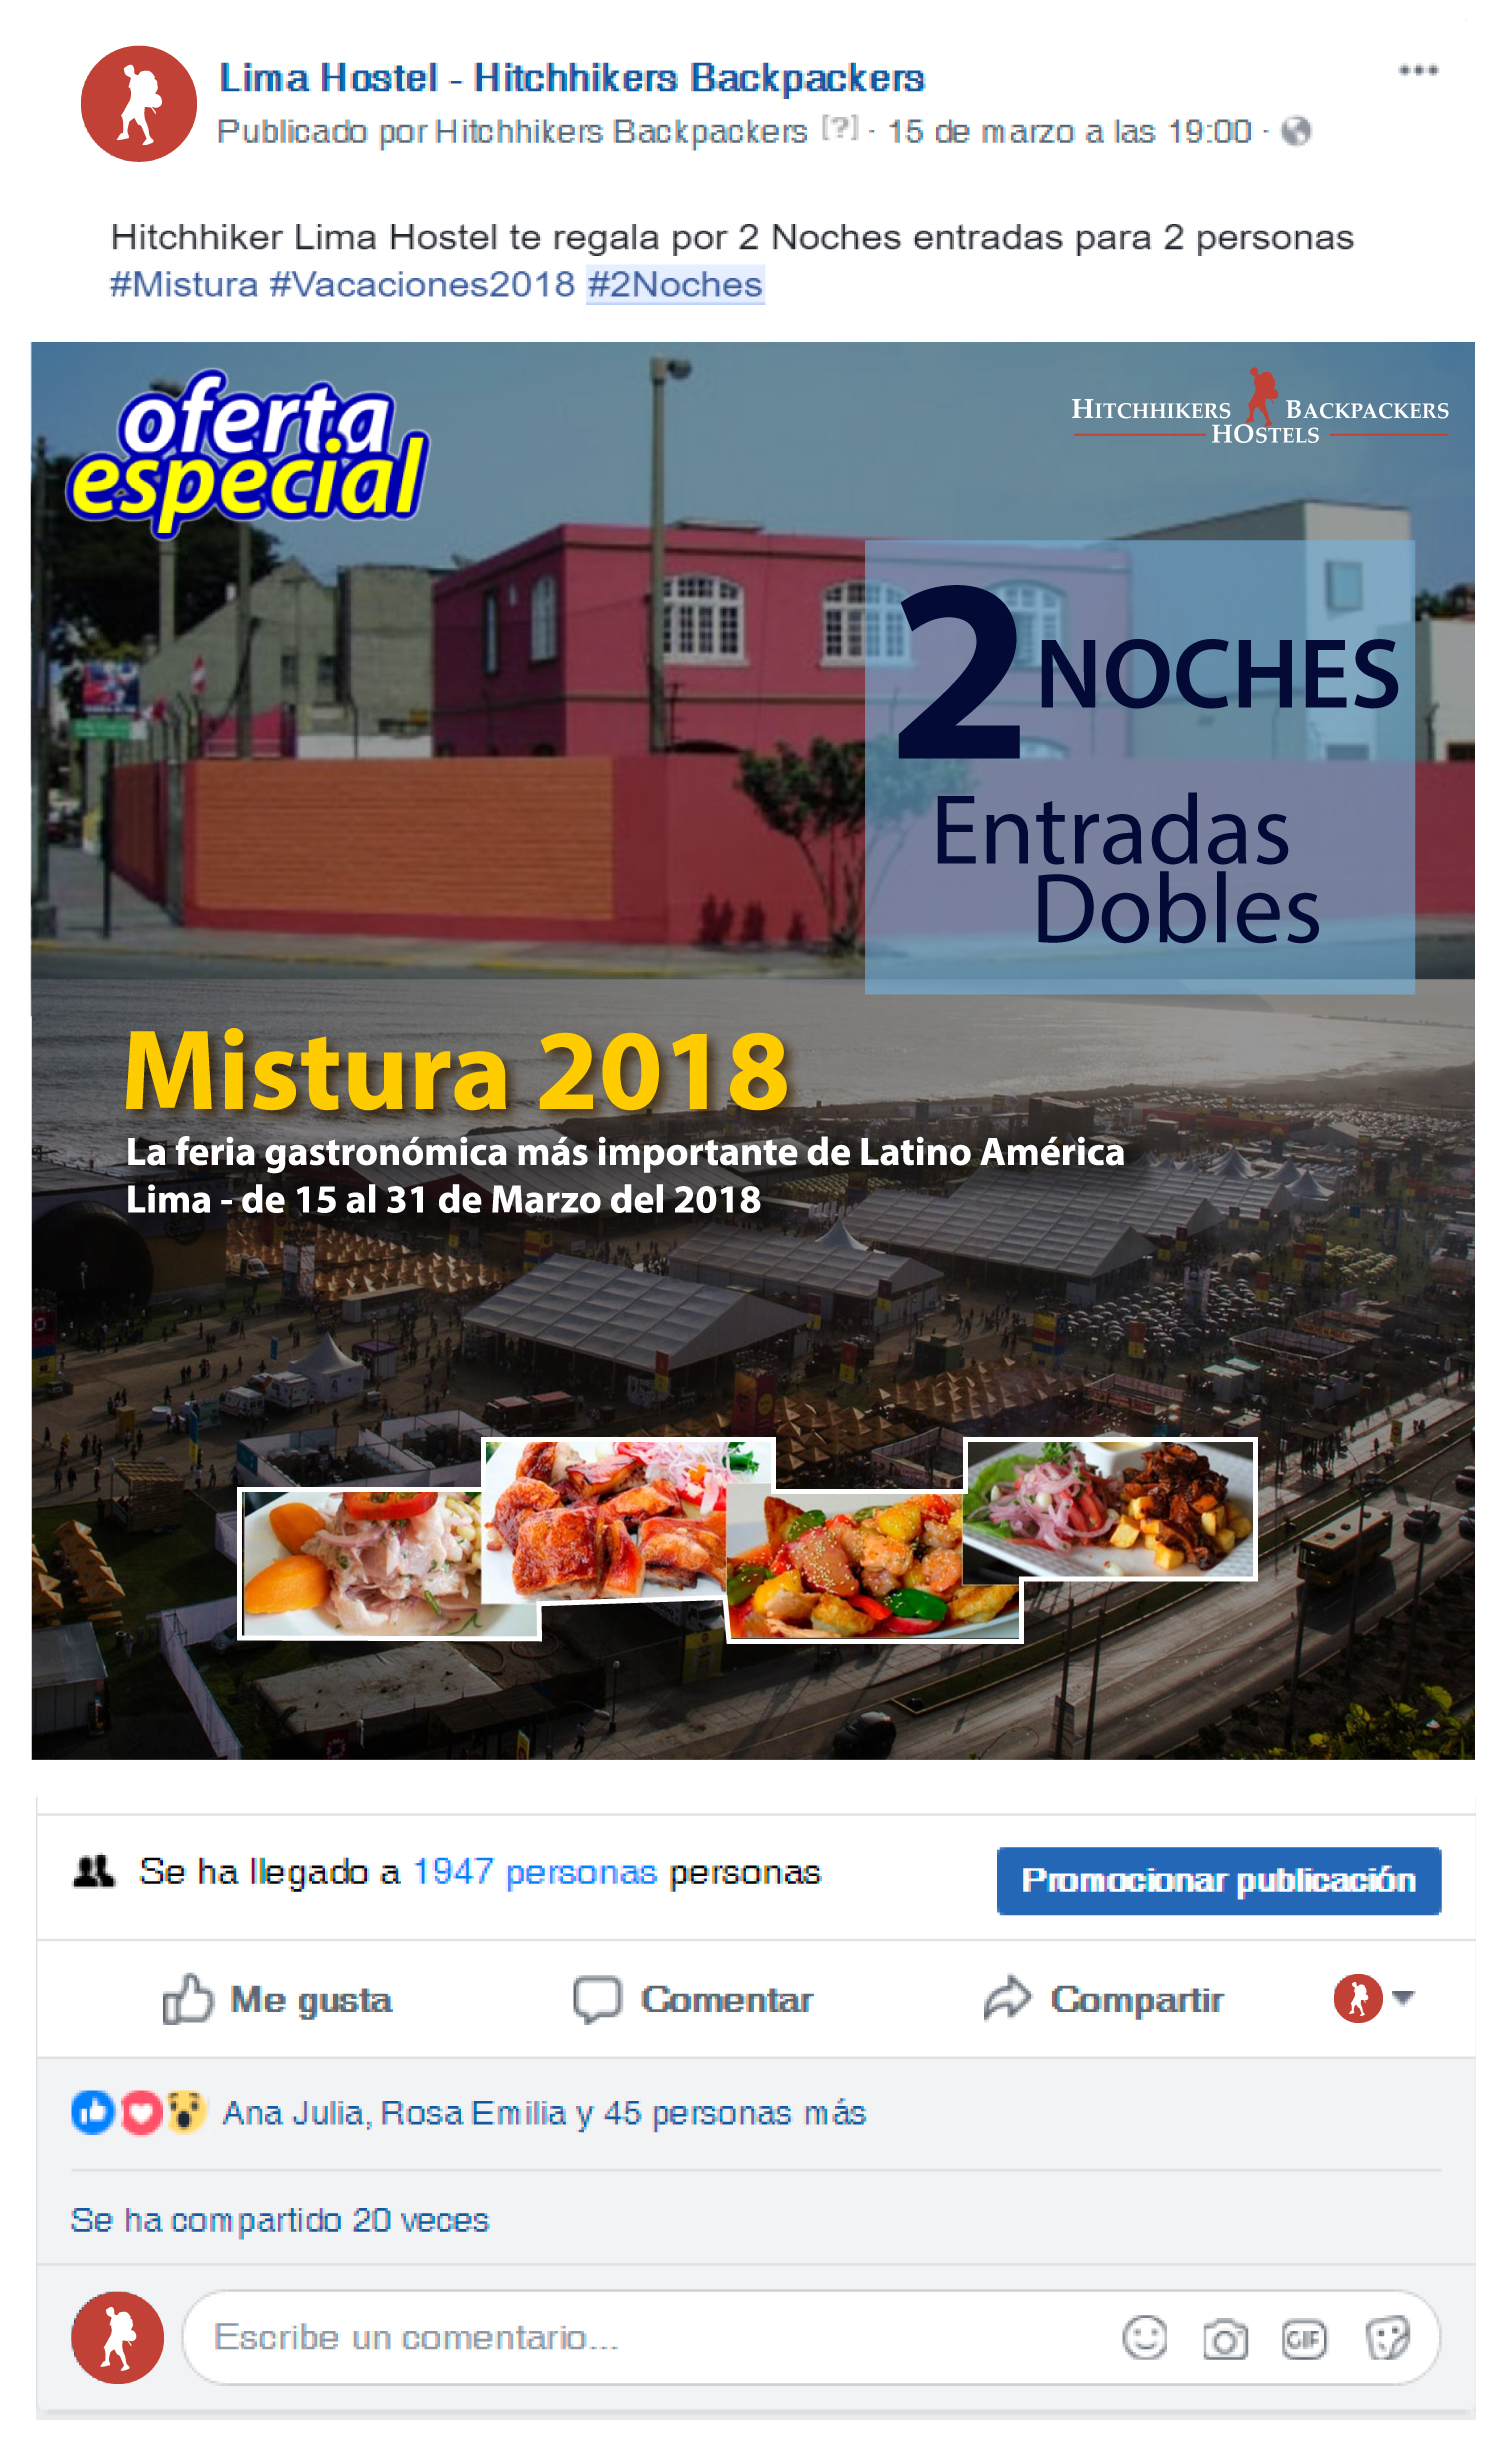 Lima Hostel - Hitchhikers Backpackers
Publicado por Hitchhikers Backpackers [?] · 15 de marzo a las 19:00 ·
Hitchhiker Lima Hostel te regala por 2 Noches entradas para 2 personas
#Mistura #Vacaciones2018 #2Noches
oferta
especial
HITCHHIKERS BACKPACKERS
HOSTELS
2 NOCHES
Entradas
Dobles
Mistura 2018
La feria gastronómica más importante de Latino América
Lima - de 15 al 31 de Marzo del 2018
Se ha llegado a 1947 personas personas
Promocionar publicación
Me gusta
Comentar
Compartir
Ana Julia, Rosa Emilia y 45 personas más
Se ha compartido 20 veces
Escribe un comentario...
GIF